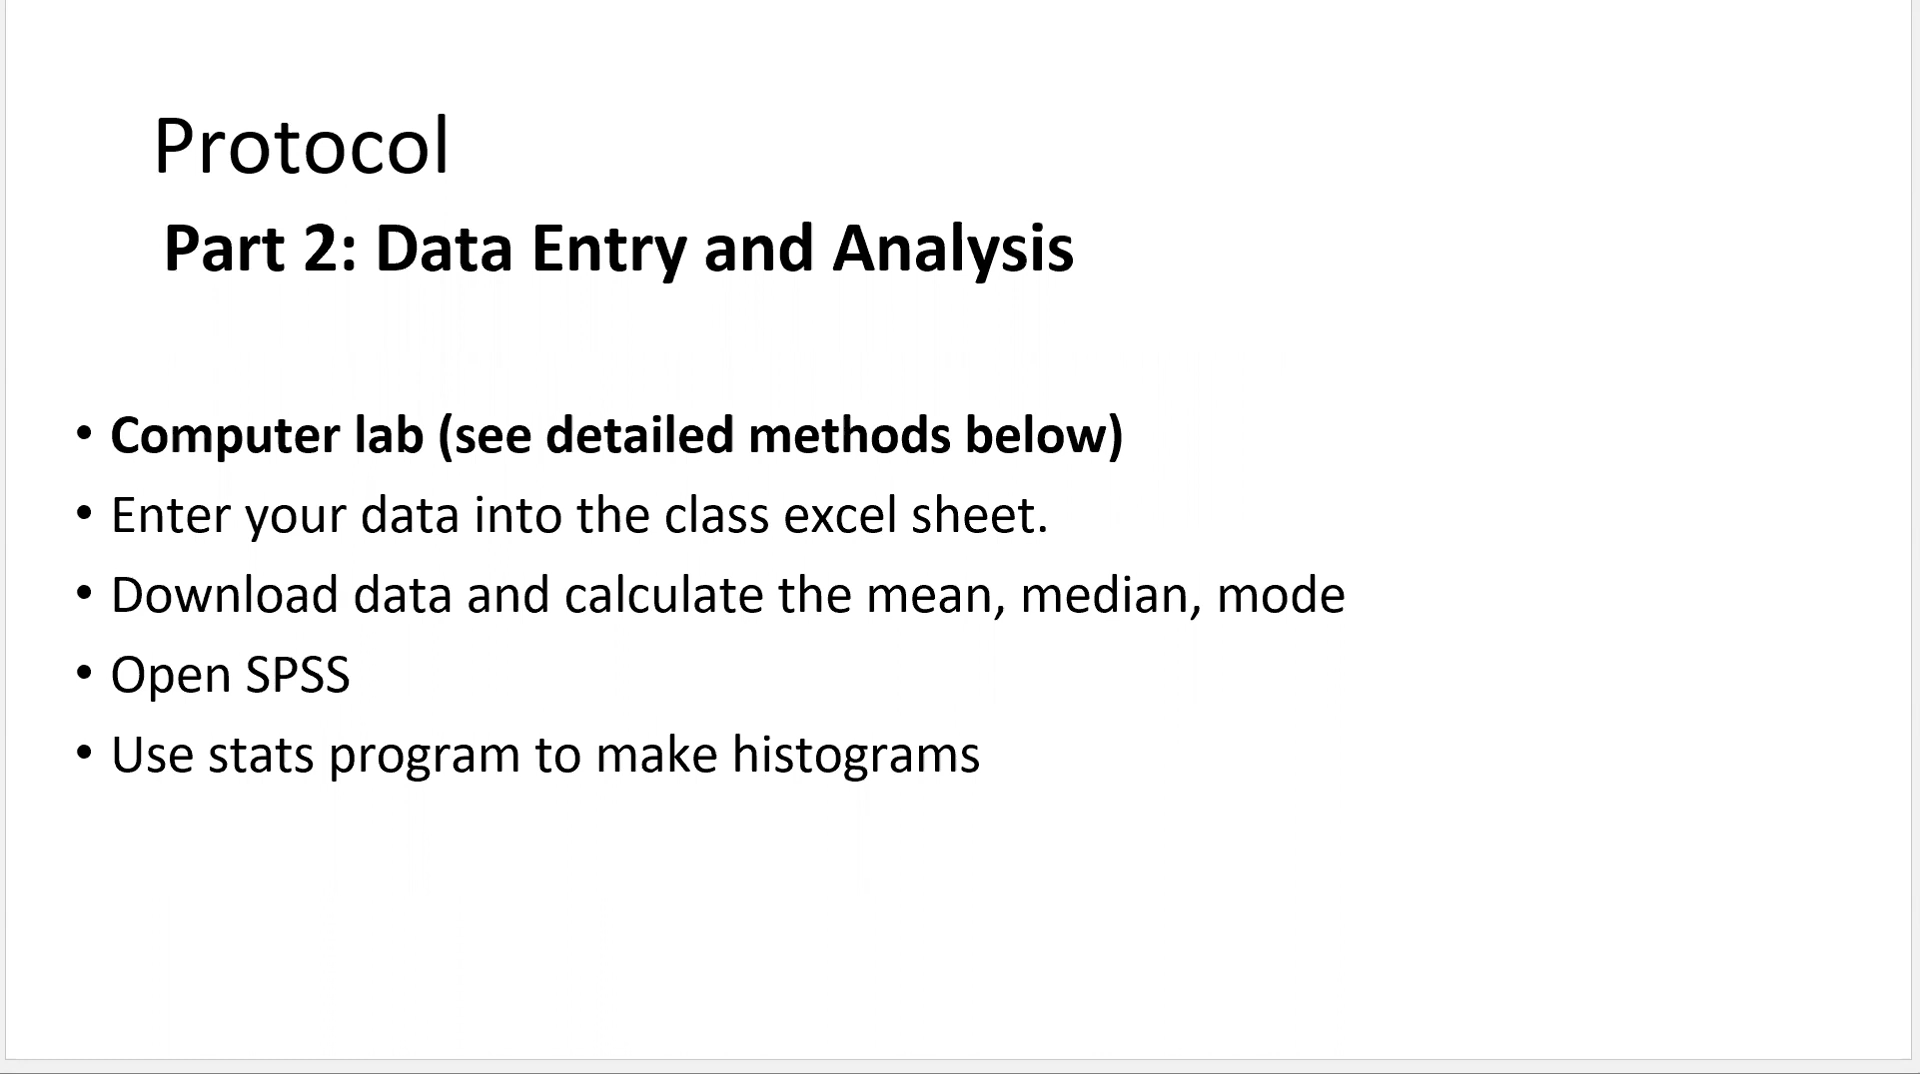 Protocol
Part 2: Data Entry and Analysis
• Computer lab (see detailed methods below)
• Enter your data into the class excel sheet.
• Download data and calculate the mean, median, mode
• Open SPSS
• Use stats program to make histograms